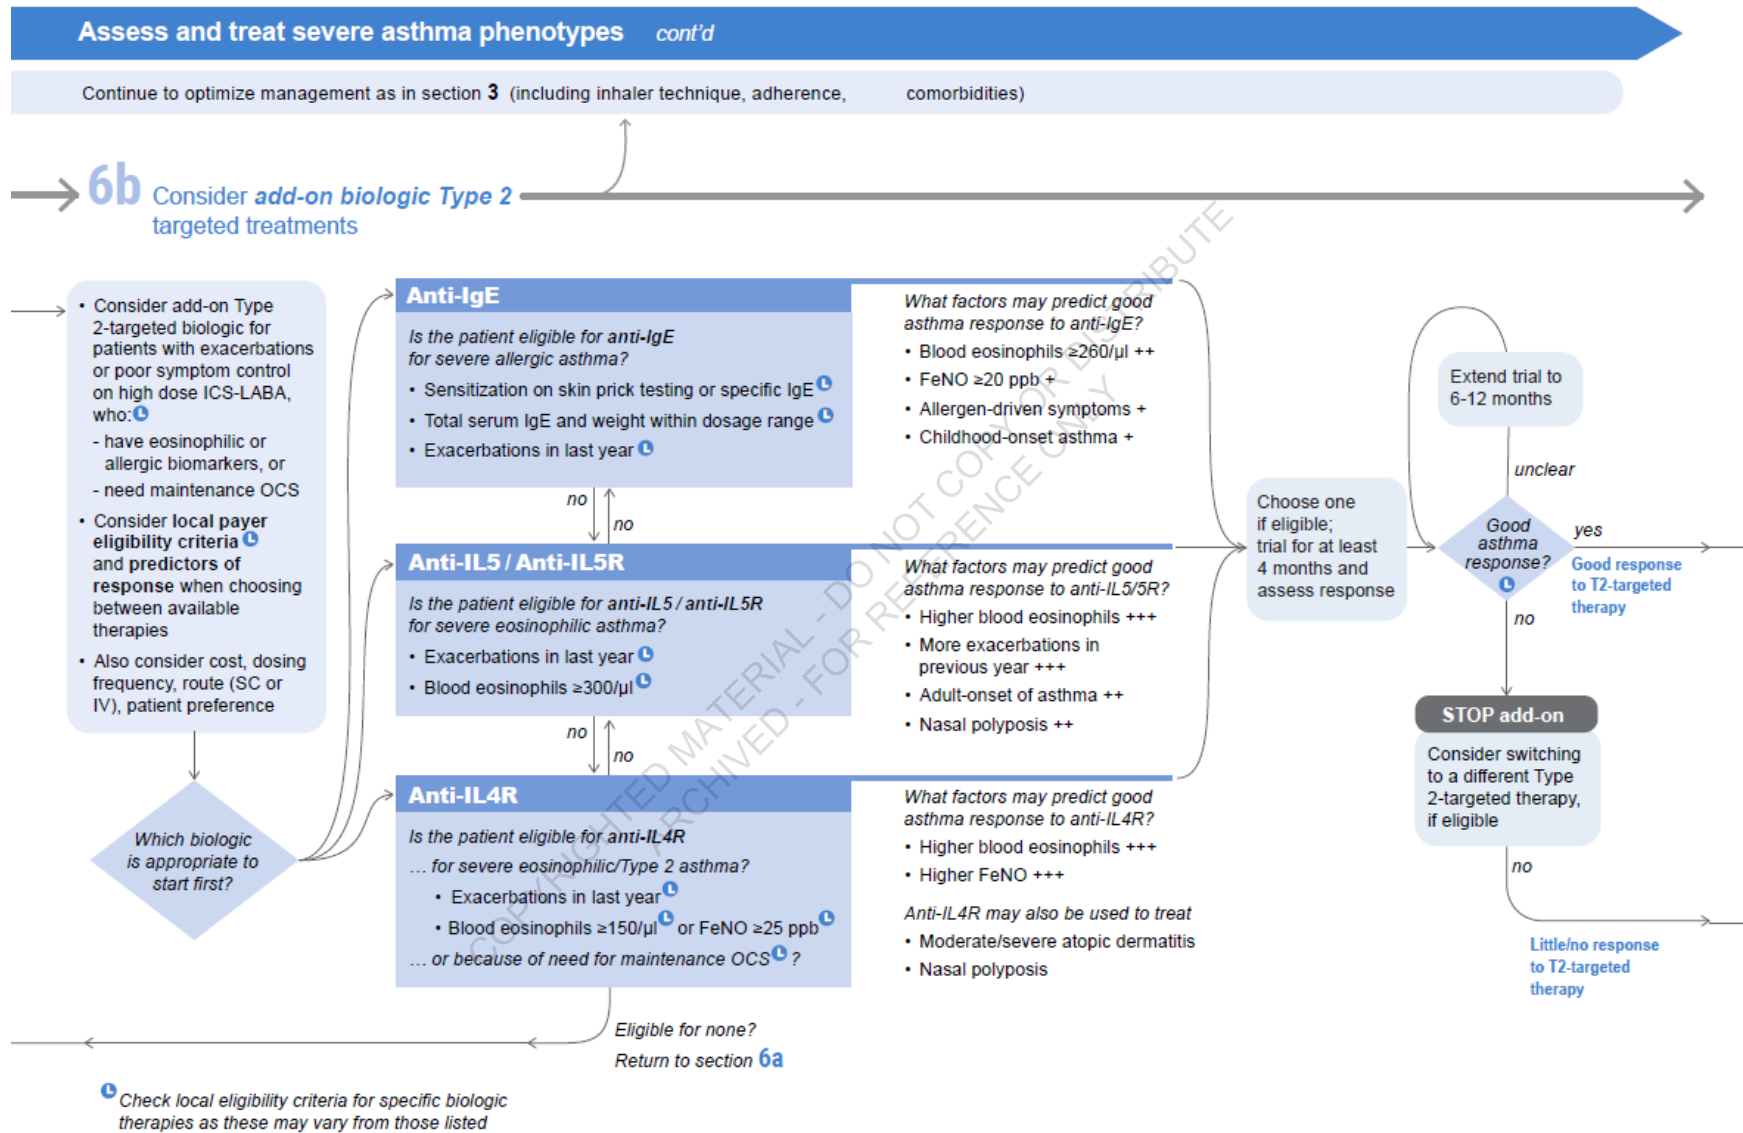 Assess and treat severe asthma phenotypes cont'd
Continue to optimize management as in section 3 (including inhaler technique, adherence, comorbidities)
6b Consider add-on biologic Type 2
targeted treatments
• Consider add-on Type
2-targeted biologic for
patients with exacerbations
or poor symptom control
on high dose ICS-LABA,
who:
- have eosinophilic or
allergic biomarkers, or
- need maintenance OCS
• Consider local payer
eligibility criteria
and predictors of
response when choosing
between available
therapies
• Also consider cost, dosing
frequency, route (SC or
IV), patient preference
Which biologic
is appropriate to
start first?
Anti-IgE
Is the patient eligible for anti-IgE
for severe allergic asthma?
• Sensitization on skin prick testing or specific IgE
• Total serum IgE and weight within dosage range
• Exacerbations in last year
What factors may predict good
asthma response to anti-IgE?
• Blood eosinophils ≥260/µl ++
• FeNO ≥20 ppb +
• Allergen-driven symptoms +
• Childhood-onset asthma +
no
no
Anti-IL5 / Anti-IL5R
Is the patient eligible for anti-IL5 / anti-IL5R
for severe eosinophilic asthma?
• Exacerbations in last year
• Blood eosinophils ≥300/µl
What factors may predict good
asthma response to anti-IL5/5R?
• Higher blood eosinophils +++
• More exacerbations in
previous year +++
• Adult-onset of asthma ++
• Nasal polyposis ++
no
no
Anti-IL4R
Is the patient eligible for anti-IL4R
... for severe eosinophilic/Type 2 asthma?
• Exacerbations in last year
• Blood eosinophils ≥150/µl or FeNO ≥25 ppb
... or because of need for maintenance OCS ?
What factors may predict good
asthma response to anti-IL4R?
• Higher blood eosinophils +++
• Higher FeNO +++
Anti-IL4R may also be used to treat
• Moderate/severe atopic dermatitis
• Nasal polyposis
Eligible for none?
Return to section 6a
Choose one
if eligible;
trial for at least
4 months and
assess response
Extend trial to
6-12 months
unclear
Good
asthma
response?
yes
Good response
to T2-targeted
therapy
no
STOP add-on
Consider switching
to a different Type
2-targeted therapy,
if eligible
no
Little/no response
to T2-targeted
therapy
Check local eligibility criteria for specific biologic
therapies as these may vary from those listed
COPYRIGHTED MATERIAL - DO NOT COPY OR DISTRIBUTE
ARCHIVED - FOR REFERENCE ONLY